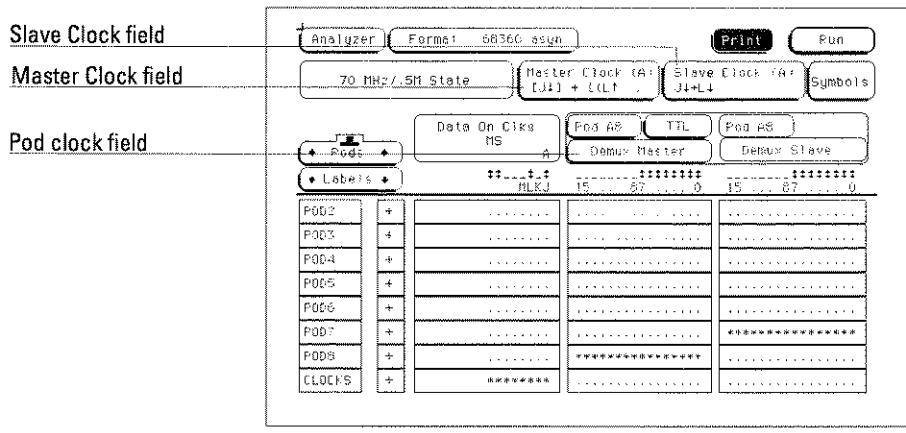 Slave Clock field
Master Clock field
Pod clock field
Analyzer Format 68360 asyn Print Run
70 MHz/.5M State Master Clock (A: Slave Clock (A: Symbols
[J↓] + [(L↑ . J↓+L↓
Data On Clks Pod A8 TTL Pod A8
MS
Pods A Demux Master Demux Slave
Labels MLKJ 15 ... 87 .... 0 15 ... 87 .... 0
POD2 + ........ ................ ................
POD3 + ........ ................ ................
POD4 + ........ ................ ................
POD5 + ........ ................ ................
POD6 + ........ ................ ................
POD7 + ........ ................ ****************
POD8 + ........ **************** ................
CLOCKS + ******** ................ ................